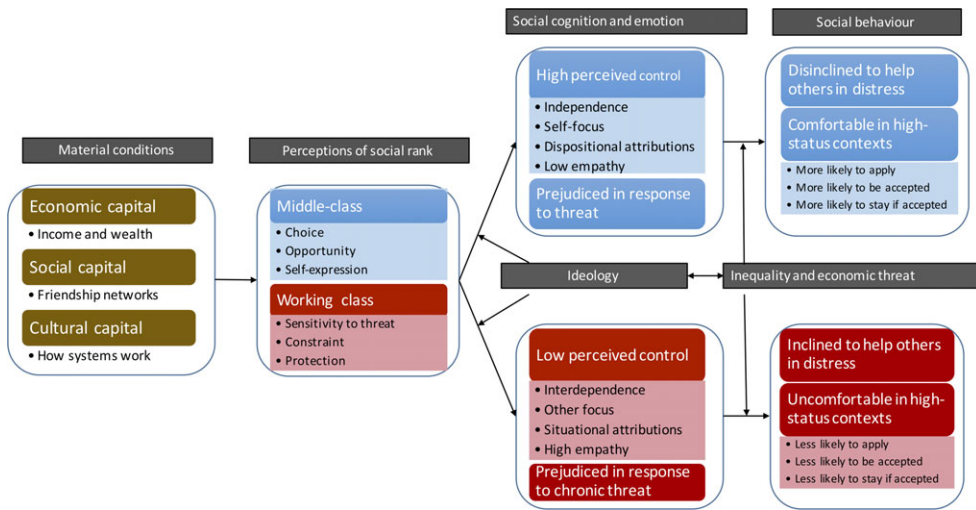 Material conditions
Economic capital
• Income and wealth
Social capital
• Friendship networks
Cultural capital
• How systems work
Perceptions of social rank
Middle-class
• Choice
• Opportunity
• Self-expression
Working class
• Sensitivity to threat
• Constraint
• Protection
Social cognition and emotion
High perceived control
• Independence
• Self-focus
• Dispositional attributions
• Low empathy
Prejudiced in response
to threat
Ideology
Low perceived control
• Interdependence
• Other focus
• Situational attributions
• High empathy
Prejudiced in response
to chronic threat
Social behaviour
Disinclined to help
others in distress
Comfortable in high-
status contexts
• More likely to apply
• More likely to be accepted
• More likely to stay if accepted
Inequality and economic threat
Inclined to help others
in distress
Uncomfortable in high-
status contexts
• Less likely to apply
• Less likely to be accepted
• Less likely to stay if accepted